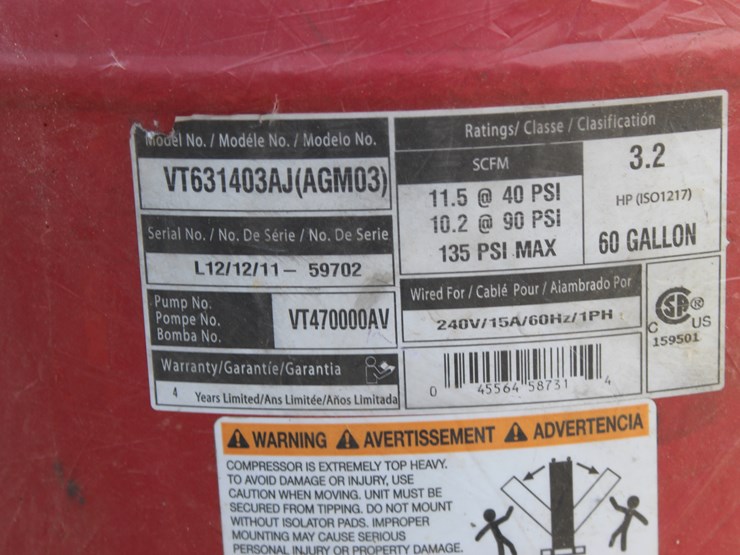 Model No. / Modéle No. / Modelo No.
VT631403AJ(AGM03)
Serial No. / No. De Série / No. De Serie
L12/12/11- 59702
Pump No.
Pompe No.
Bomba No.
VT470000AV
Warranty/Garantíe/Garantia
4 Years Limited/Ans Limitée/Años Limitada
Ratings/ Classe / Clasificatión
SCFM
11.5 @ 40 PSI
10.2 @ 90 PSI
135 PSI MAX
3.2
HP (ISO1217)
60 GALLON
Wired For / Cablé Pour / Aiambrado Por
240V/15A/60Hz/1PH
0 45564 58731 4
SP ®
C US
159501
WARNING AVERTISSEMENT ADVERTENCIA
COMPRESSOR IS EXTREMELY TOP HEAVY.
TO AVOID DAMAGE OR INJURY, USE
CAUTION WHEN MOVING. UNIT MUST BE
SECURED FROM TIPPING. DO NOT MOUNT
WITHOUT ISOLATOR PADS. IMPROPER
MOUNTING MAY CAUSE SERIOUS
PERSONAL INJURY OR PROPERTY DAMAGE.